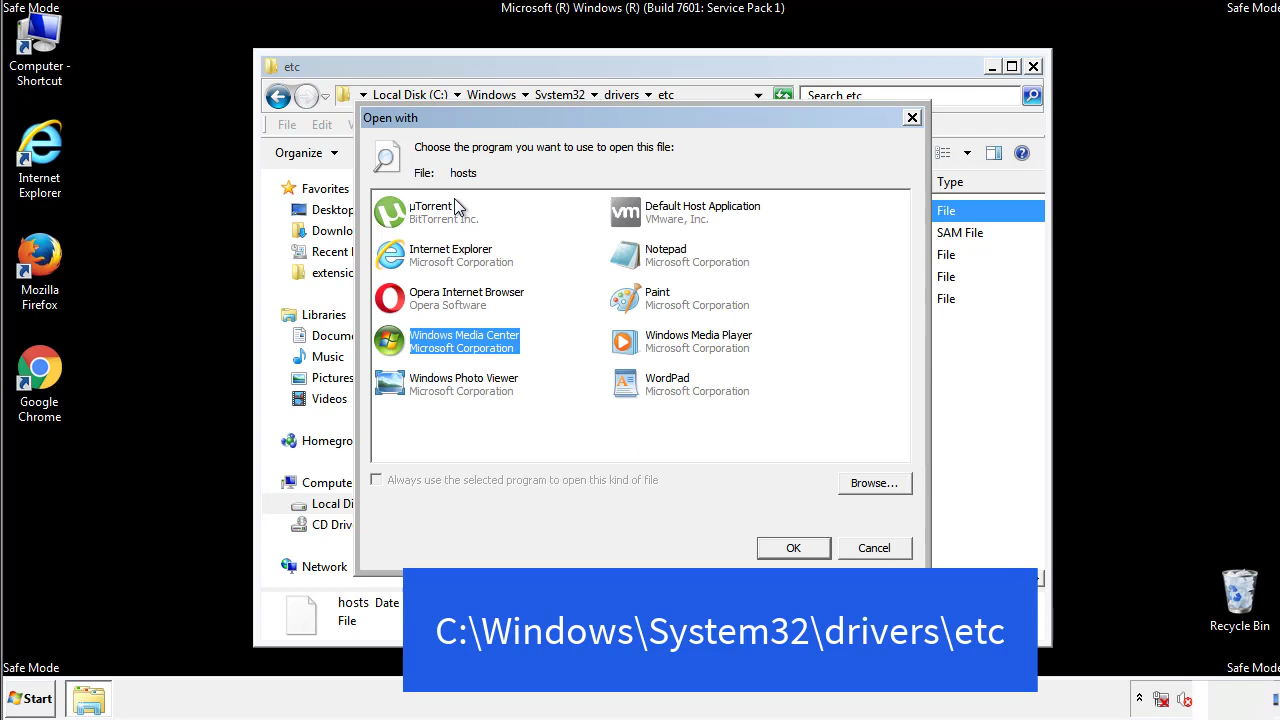 Safe Mode
Microsoft (R) Windows (R) (Build 7601: Service Pack 1)
Safe Mode
Computer -
Shortcut
Internet
Explorer
Mozilla
Firefox
Google
Chrome
etc
Local Disk (C:)
Windows
System32
drivers
etc
Search etc
File
Edit
Organize
Favorites
Desktop
Downlo
Recent
extensio
Libraries
Docume
Music
Pictures
Videos
Homegro
Compute
Local Di
CD Driv
Network
Type
File
SAM File
File
File
File
Open with
Choose the program you want to use to open this file:
File: hosts
µTorrent
BitTorrent Inc.
Default Host Application
VMware, Inc.
Internet Explorer
Microsoft Corporation
Notepad
Microsoft Corporation
Opera Internet Browser
Opera Software
Paint
Microsoft Corporation
Windows Media Center
Microsoft Corporation
Windows Media Player
Microsoft Corporation
Windows Photo Viewer
Microsoft Corporation
WordPad
Microsoft Corporation
Always use the selected program to open this kind of file
Browse...
OK
Cancel
hosts Date
File
C:\Windows\System32\drivers\etc
Recycle Bin
Safe Mode
Safe Mode
Start